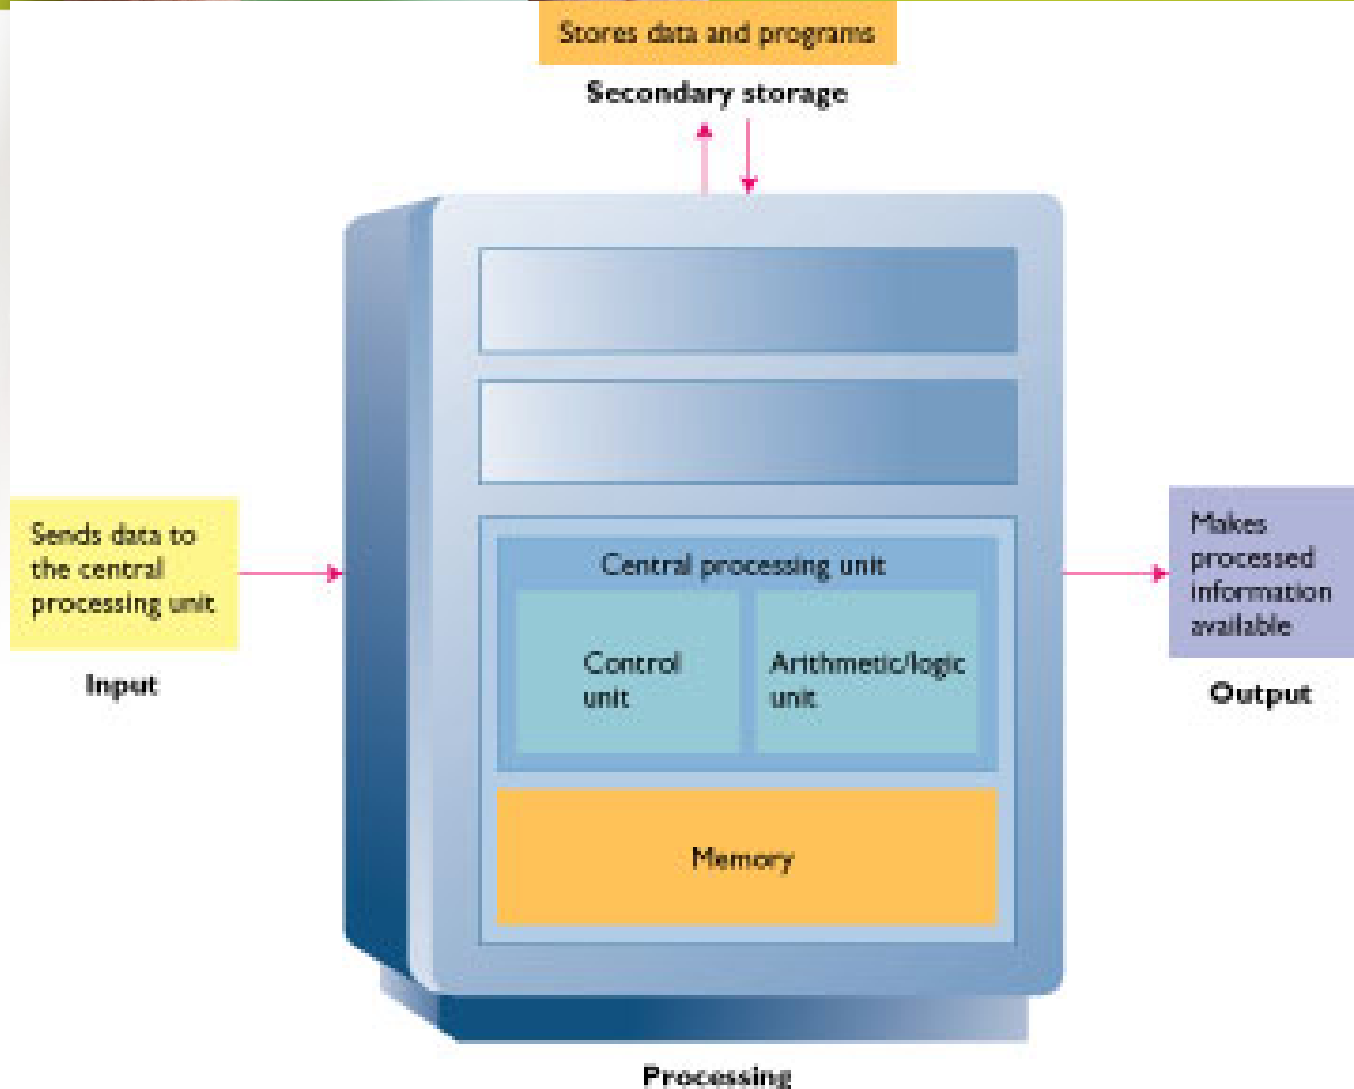 Stores data and programs
Secondary storage
Sends data to
the central
processing unit
Input
Central processing unit
Control
unit
Arithmetic/logic
unit
Memory
Makes
processed
information
available
Output
Processing